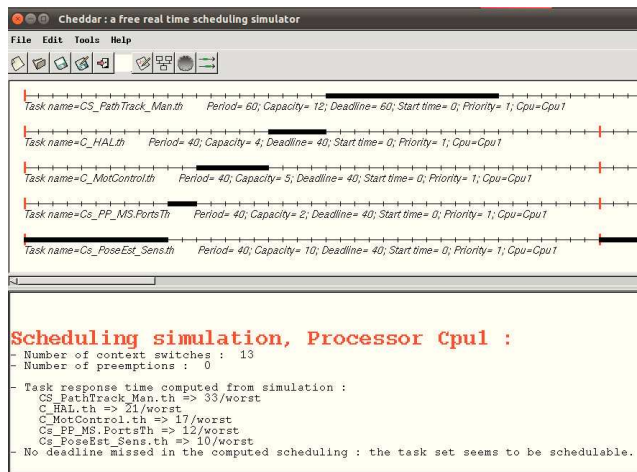 Cheddar : a free real time scheduling simulator
File Edit Tools Help
Task name=CS_PathTrack_Man.th Period= 60; Capacity= 12; Deadline= 60; Start time= 0; Priority= 1; Cpu=Cpu1
Task name=C_HAL.th Period= 40; Capacity= 4; Deadline= 40; Start time= 0; Priority= 1; Cpu=Cpu1
Task name=C_MotControl.th Period= 40; Capacity= 5; Deadline= 40; Start time= 0; Priority= 1; Cpu=Cpu1
Task name=Cs_PP_MS.PortsTh Period= 40; Capacity= 2; Deadline= 40; Start time= 0; Priority= 1; Cpu=Cpu1
Task name=Cs_PoseEst_Sens.th Period= 40; Capacity= 10; Deadline= 40; Start time= 0; Priority= 1; Cpu=Cpu1
Scheduling simulation, Processor Cpu1 :
- Number of context switches : 13
- Number of preemptions : 0
- Task response time computed from simulation :
CS_PathTrack_Man.th => 33/worst
C_HAL.th => 21/worst
C_MotControl.th => 17/worst
Cs_PP_MS.PortsTh => 12/worst
Cs_PoseEst_Sens.th => 10/worst
- No deadline missed in the computed scheduling : the task set seems to be schedulable.